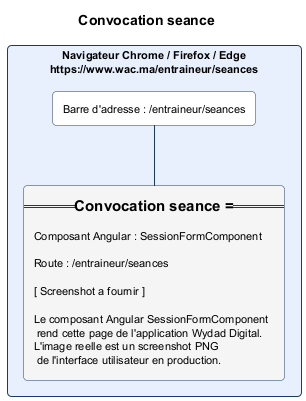 Convocation seance
Navigateur Chrome / Firefox / Edge
https://www.wac.ma/entraineur/seances
Barre d'adresse : /entraineur/seances
Convocation seance =
Composant Angular : SessionFormComponent
Route : /entraineur/seances
[ Screenshot a fournir ]
Le composant Angular SessionFormComponent
rend cette page de l'application Wydad Digital.
L'image reelle est un screenshot PNG
de l'interface utilisateur en production.